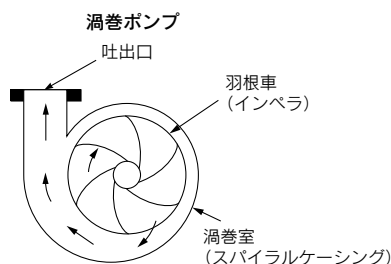 渦巻ポンプ
吐出口
羽根車
(インペラ)
渦巻室
(スパイラルケーシング)